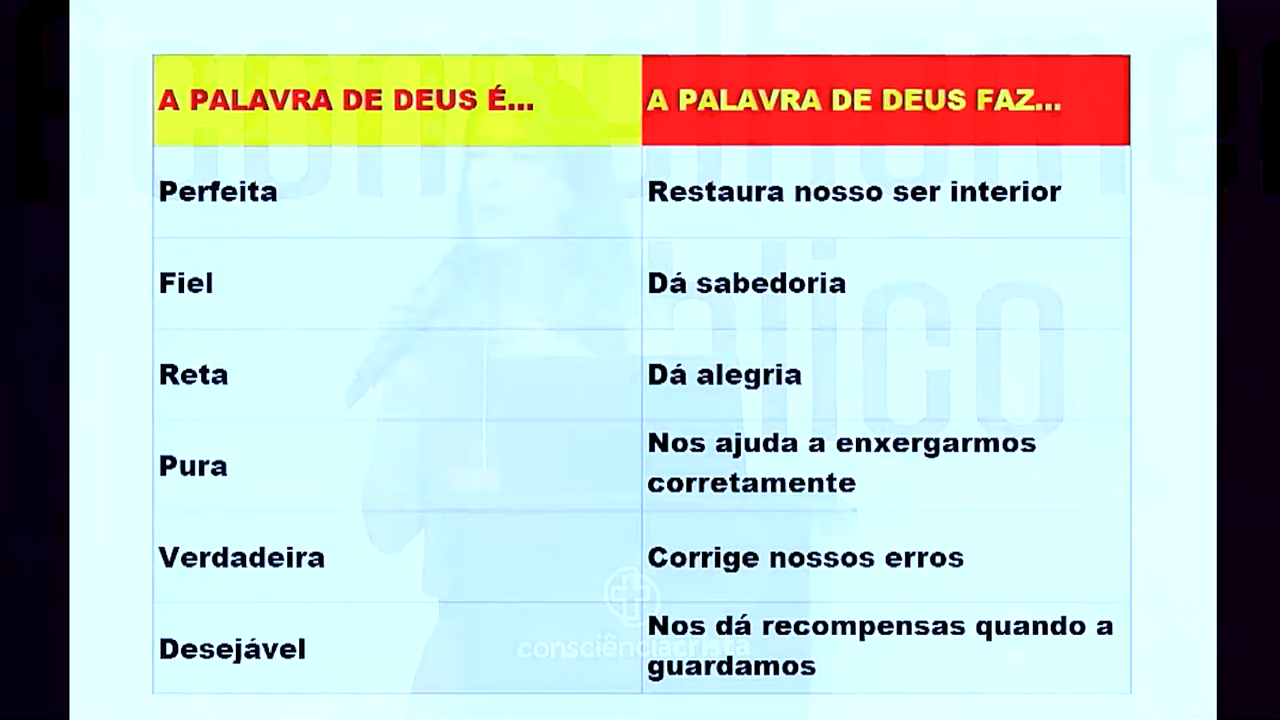 A PALAVRA DE DEUS É...
A PALAVRA DE DEUS FAZ...
Perfeita
Restaura nosso ser interior
Fiel
Dá sabedoria
Reta
Dá alegria
Pura
Nos ajuda a enxergarmos
corretamente
Verdadeira
Corrige nossos erros
Desejável
Nos dá recompensas quando a
guardamos
consciênciacristã